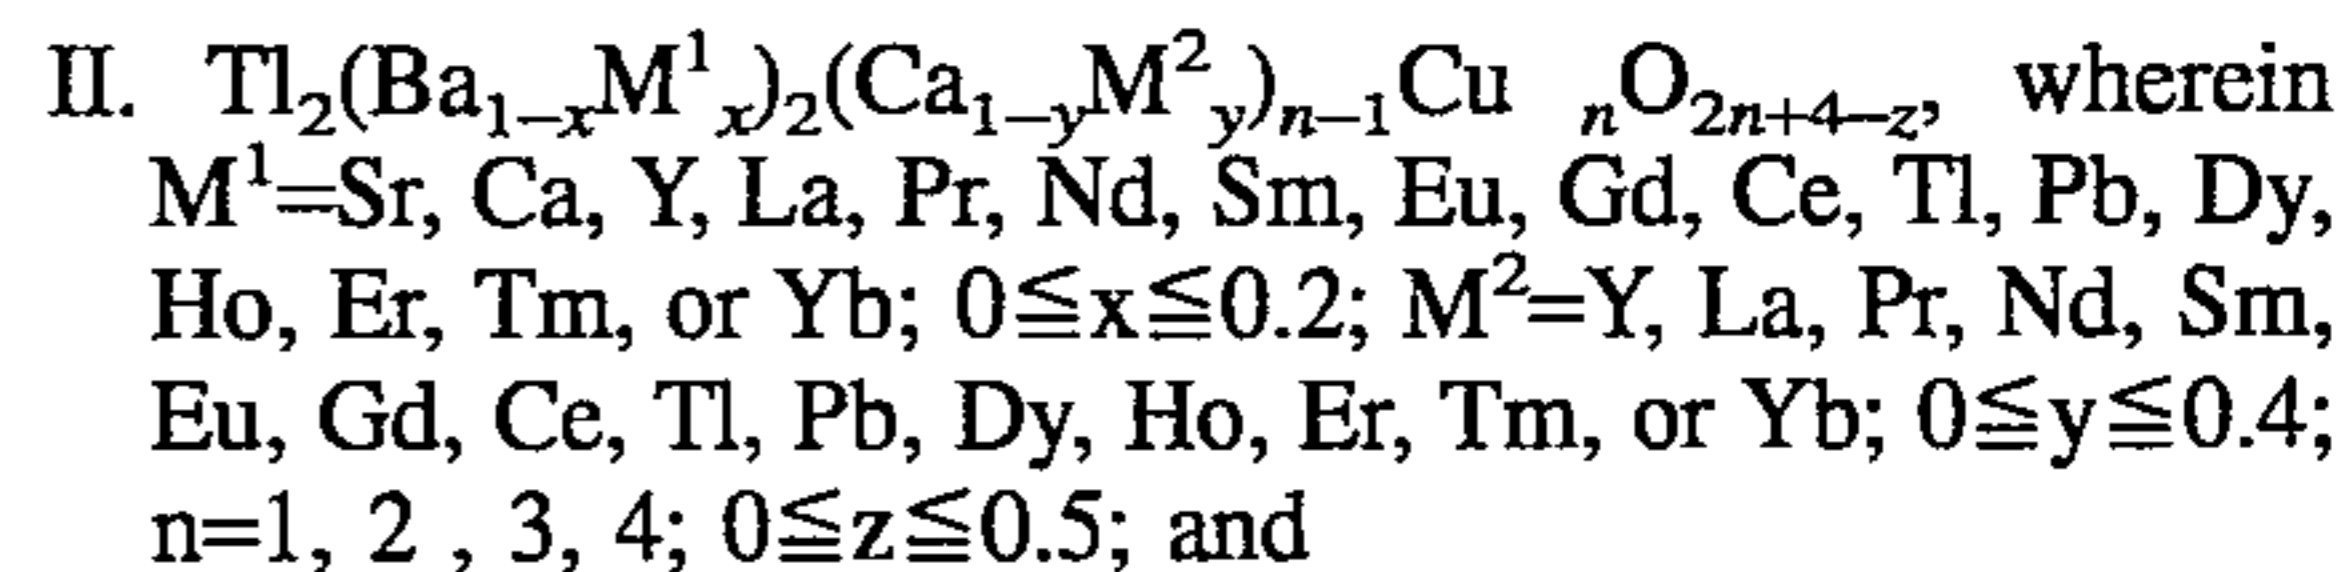 II. Tl₂(Ba₁₋ₓM¹ₓ)₂(Ca₁₋yM²y)ₙ₋₁Cu ₙO₂ₙ₊₄₋z, wherein
M¹=Sr, Ca, Y, La, Pr, Nd, Sm, Eu, Gd, Ce, Tl, Pb, Dy,
Ho, Er, Tm, or Yb; 0≦x≦0.2; M²=Y, La, Pr, Nd, Sm,
Eu, Gd, Ce, Tl, Pb, Dy, Ho, Er, Tm, or Yb; 0≦y≦0.4;
n=1, 2 , 3, 4; 0≦z≦0.5; and